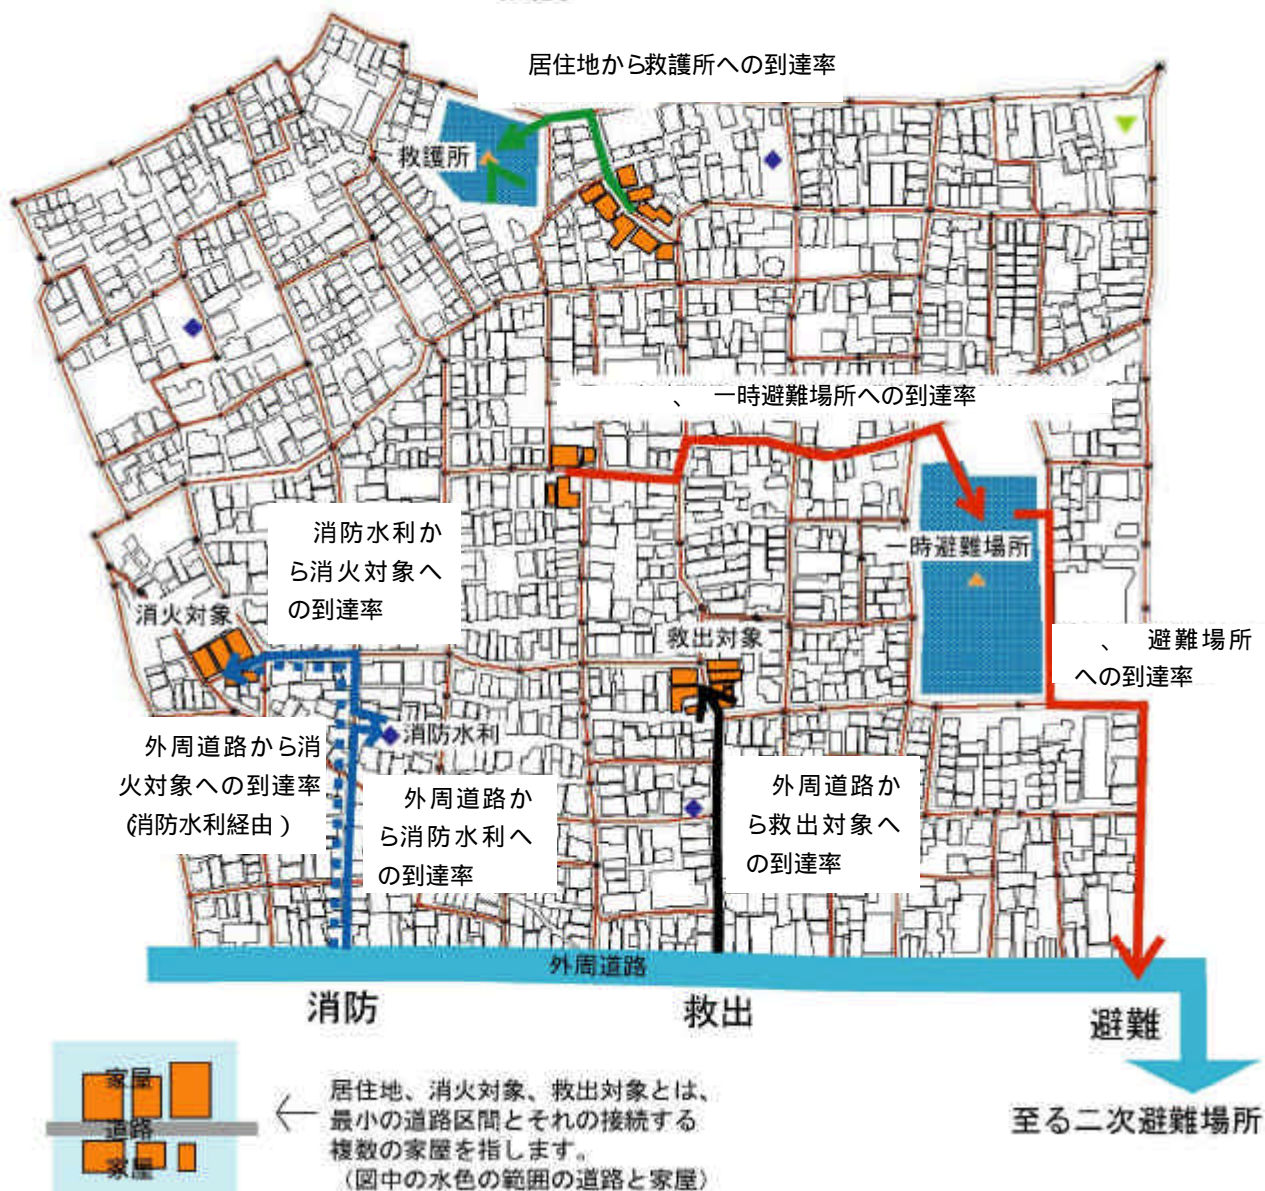 居住地から救護所への到達率
救護所
、 一時避難場所への到達率
消防水利か
ら消火対象へ
の到達率
一時避難場所
消火対象
救出対象
、 避難場所
への到達率
外周道路から消
火対象への到達率
(消防水利経由)
消防水利
外周道路か
ら消防水利へ
の到達率
外周道路か
ら救出対象へ
の到達率
外周道路
消防
救出
避難
家屋
道路
家屋
居住地、消火対象、救出対象とは、
最小の道路区間とそれの接続する
複数の家屋を指します。
(図中の水色の範囲の道路と家屋)
至る二次避難場所